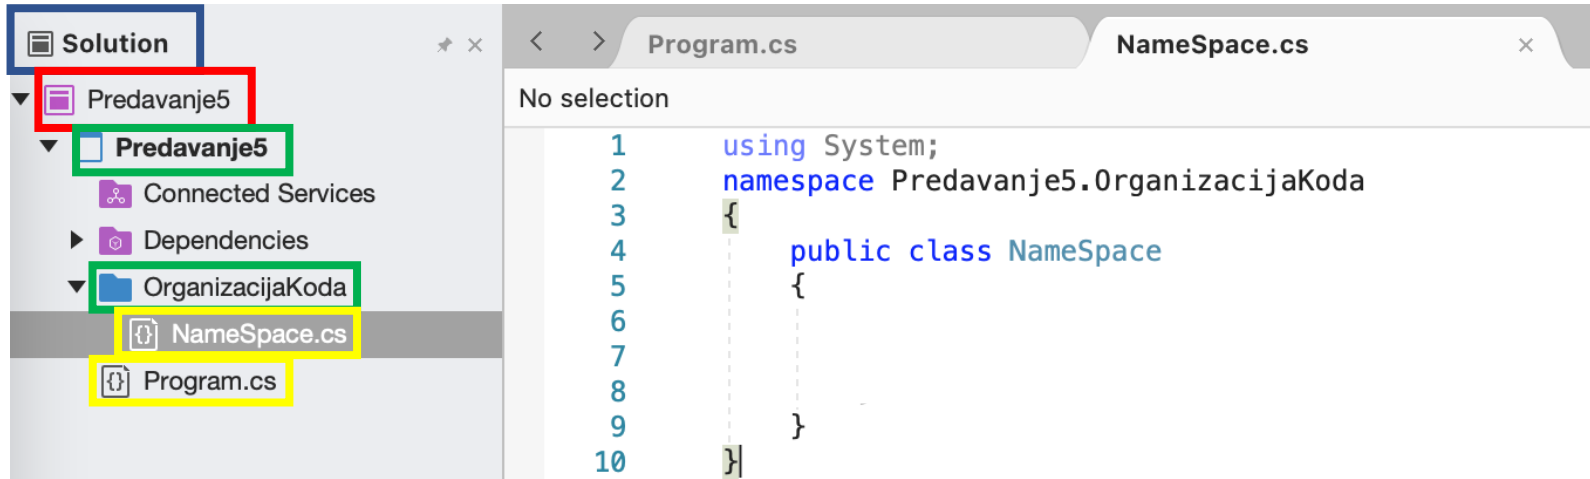 Solution
Predavanje5
Predavanje5
Connected Services
Dependencies
OrganizacijaKoda
{} NameSpace.cs
{} Program.cs
Program.cs
NameSpace.cs
No selection
1 using System;
2 namespace Predavanje5.OrganizacijaKoda
3 {
4 public class NameSpace
5 {
6
7
8
9 }
10 }